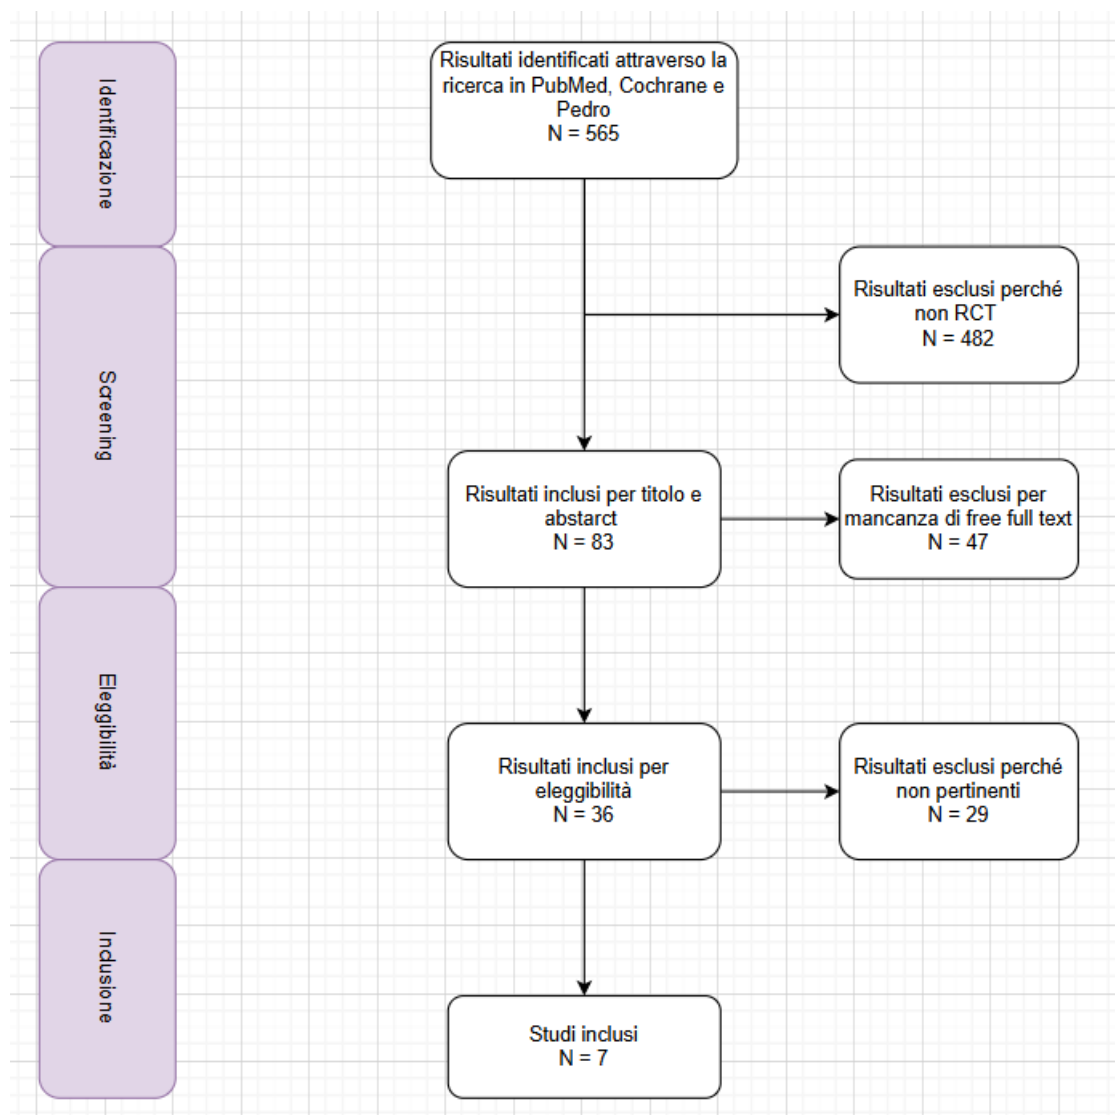 Identificazione
Risultati identificati attraverso la
ricerca in PubMed, Cochrane e
Pedro
N = 565
Screening
Risultati esclusi perché
non RCT
N = 482
Risultati inclusi per titolo e
abstarct
N = 83
Risultati esclusi per
mancanza di free full text
N = 47
Eleggibilità
Risultati inclusi per
eleggibilità
N = 36
Risultati esclusi perché
non pertinenti
N = 29
Inclusione
Studi inclusi
N = 7